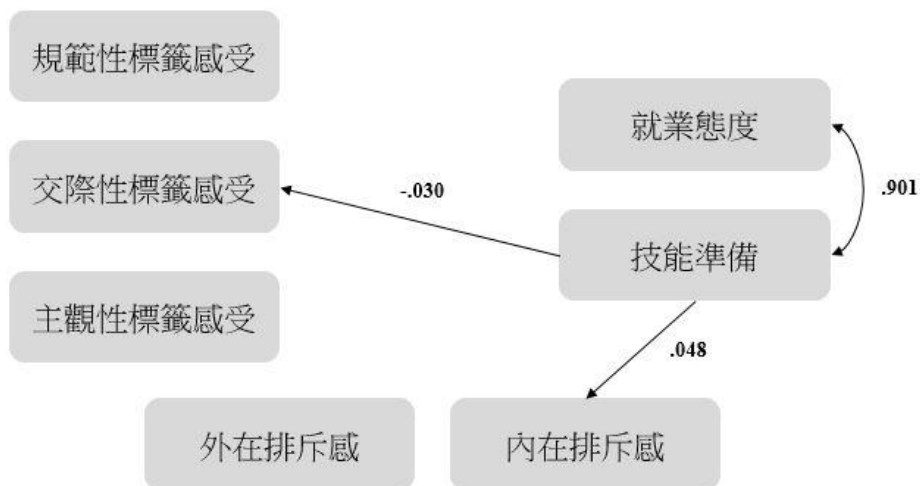 規範性標籤感受
就業態度
交際性標籤感受
-.030
.901
技能準備
主觀性標籤感受
.048
外在排斥感
內在排斥感